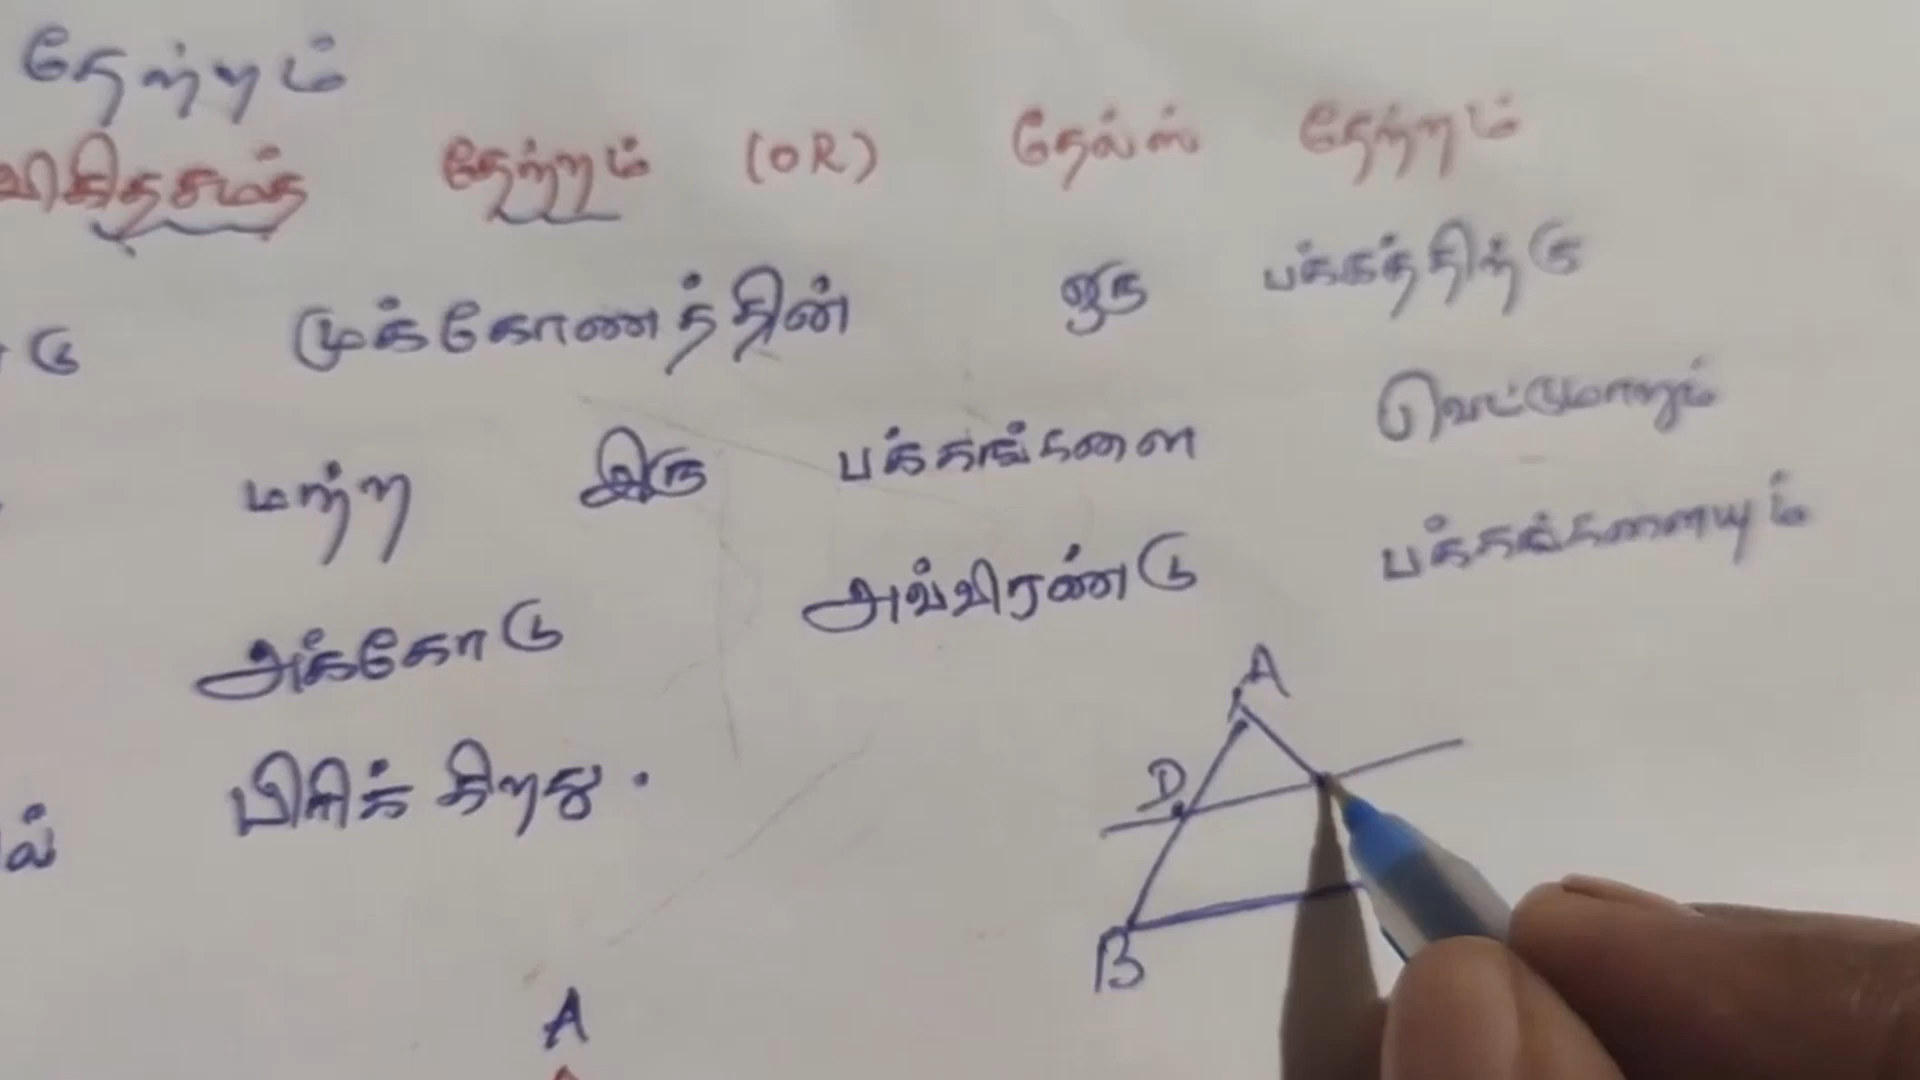 தேற்றம்
விகிதசமத் தேற்றம் (OR) தேல்ஸ் தேற்றம்
டு முக்கோணத்தின் ஒரு பக்கத்திற்கு
மற்ற இரு பக்கங்களை வெட்டுமாறும்
அக்கோடு அவ்விரண்டு பக்கங்களையும்
பிரிக்கிறது.
A
D
B
A